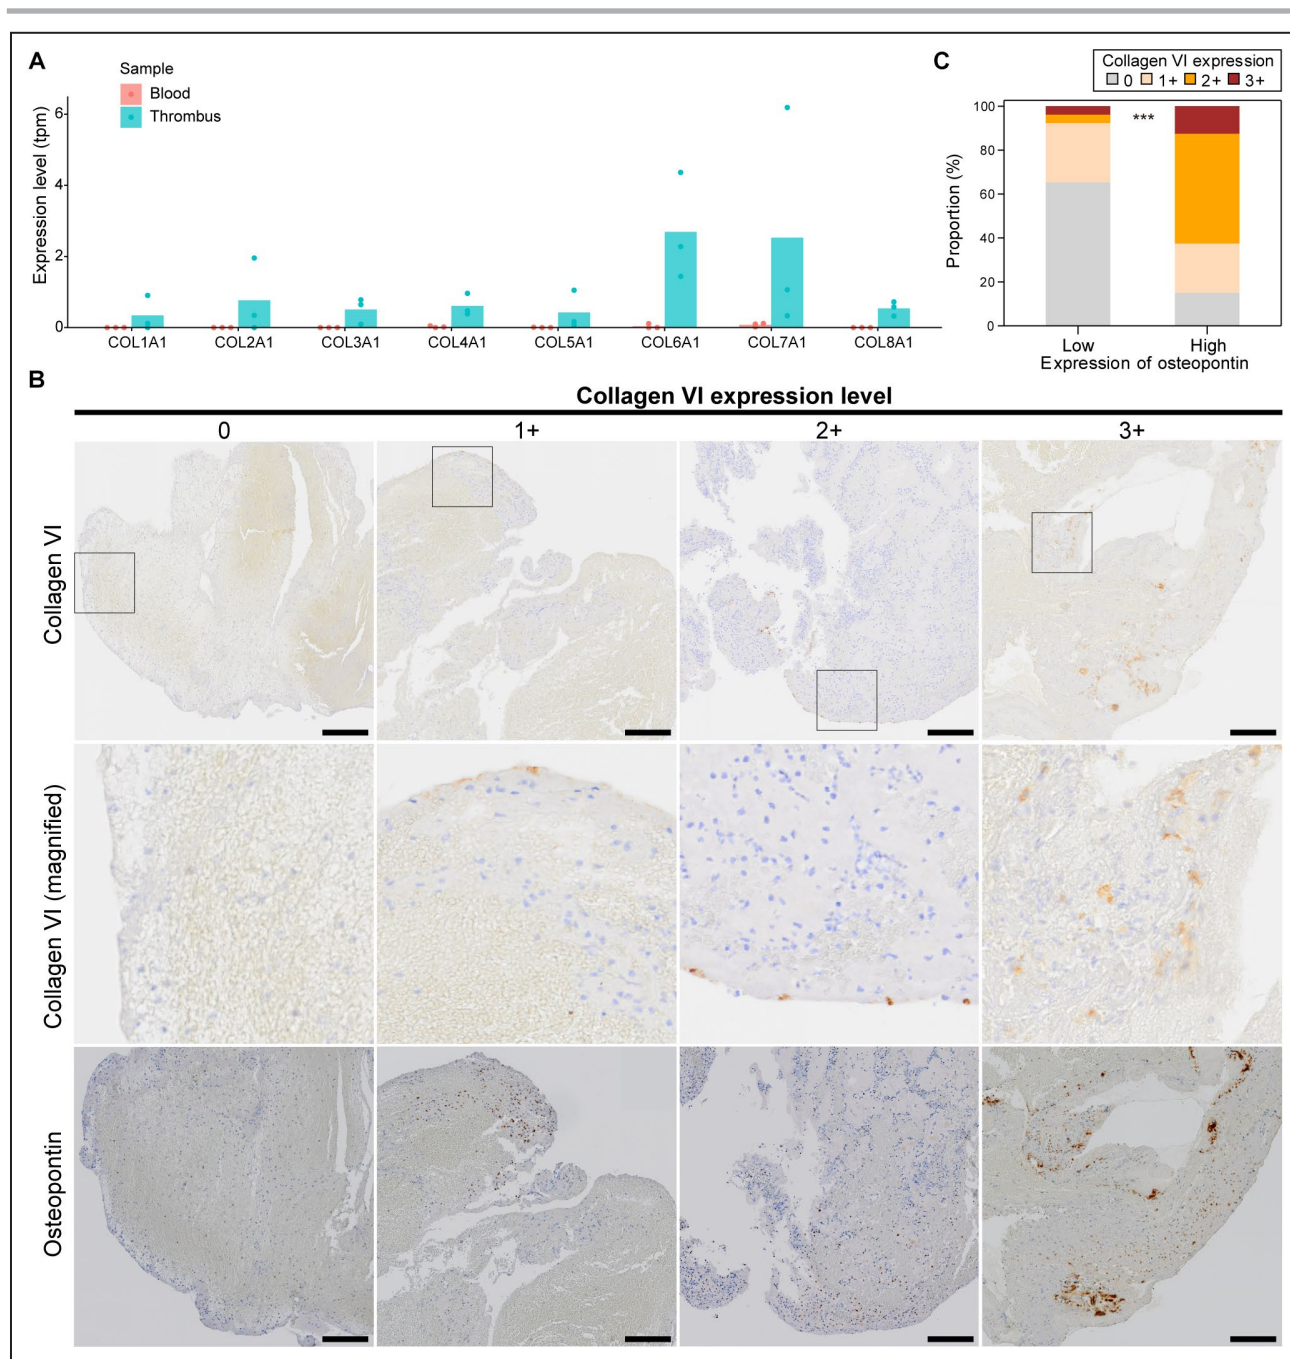 A
Sample
Blood
Thrombus
Expression level (tpm)
6
4
2
0
COL1A1 COL2A1 COL3A1 COL4A1 COL5A1 COL6A1 COL7A1 COL8A1
C
Collagen VI expression
0 1+ 2+ 3+
Proportion (%)
100
80
60
40
20
0
***
Low High
Expression of osteopontin
B
Collagen VI expression level
0 1+ 2+ 3+
Collagen VI
Collagen VI (magnified)
Osteopontin